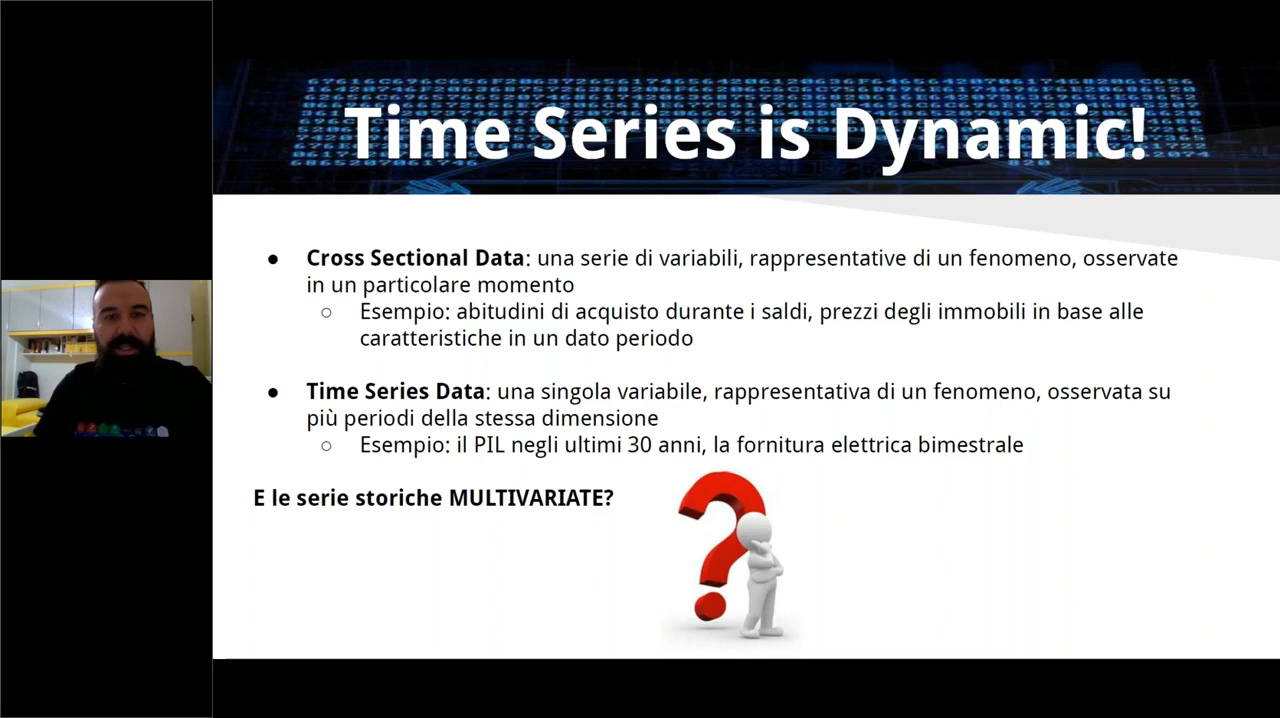 Time Series is Dynamic!
● Cross Sectional Data: una serie di variabili, rappresentative di un fenomeno, osservate
in un particolare momento
○ Esempio: abitudini di acquisto durante i saldi, prezzi degli immobili in base alle
caratteristiche in un dato periodo
● Time Series Data: una singola variabile, rappresentativa di un fenomeno, osservata su
più periodi della stessa dimensione
○ Esempio: il PIL negli ultimi 30 anni, la fornitura elettrica bimestrale
E le serie storiche MULTIVARIATE?